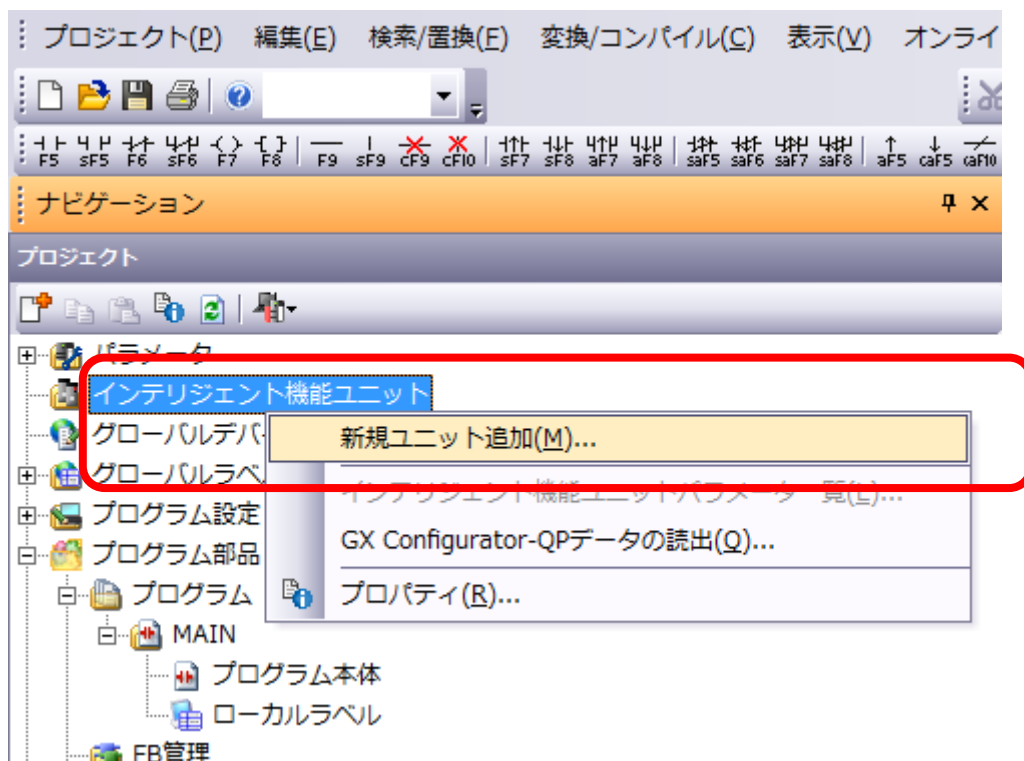 プロジェクト(P) 編集(E) 検索/置換(F) 変換/コンパイル(C) 表示(V) オンライ
F5 sF5 F6 sF6 F7 F8 F9 sF9 cF9 cF10 sF7 sF8 aF7 aF8 saF5 saF6 saF7 saF8 aF5 caF5 caF10
ナビゲーション
プロジェクト
パラメータ
インテリジェント機能ユニット
グローバルデバ
新規ユニット追加(M)...
グローバルラベ
インテリジェント機能ユニットパラメータ一覧(L)...
プログラム設定
GX Configurator-QPデータの読出(Q)...
プログラム部品
プログラム
プロパティ(R)...
MAIN
プログラム本体
ローカルラベル
FB管理